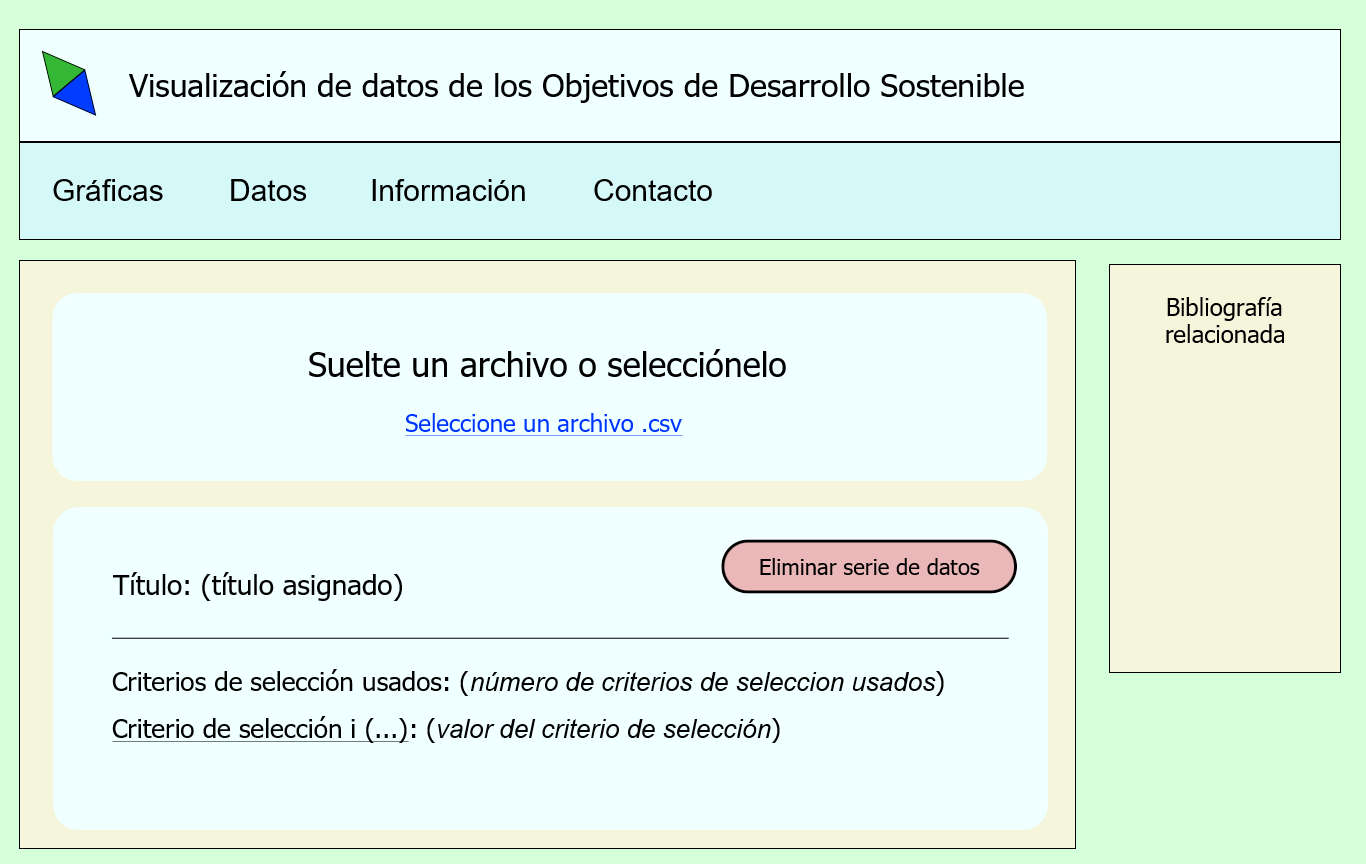 Visualización de datos de los Objetivos de Desarrollo Sostenible
Gráficas Datos Información Contacto
Suelte un archivo o selecciónelo
Seleccione un archivo .csv
Eliminar serie de datos
Título: (título asignado)
Criterios de selección usados: (número de criterios de seleccion usados)
Criterio de selección i (...): (valor del criterio de selección)
Bibliografía
relacionada